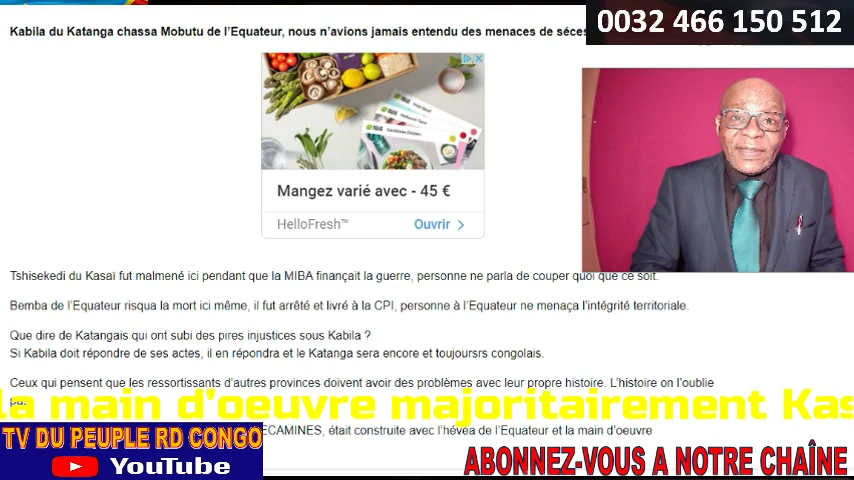 0032 466 150 512
Kabila du Katanga chassa Mobutu de l'Equateur, nous n'avions jamais entendu des menaces de séces
Mangez varié avec - 45 €
HelloFresh™
Ouvrir
Tshisekedi du Kasaï fut malmené ici pendant que la MIBA finançait la guerre, personne ne parla de couper quoi que ce soit.
Bemba de l'Equateur risqua la mort ici même, il fut arrêté et livré à la CPI, personne à l'Equateur ne menaça l'intégrité territoriale.
Que dire de Katangais qui ont subi des pires injustices sous Kabila ?
Si Kabila doit répondre de ses actes, il en répondra et le Katanga sera encore et toujoursrs congolais.
Ceux qui pensent que les ressortissants d'autres provinces doivent avoir des problèmes avec leur propre histoire. L'histoire on l'oublie
la main d'oeuvre majoritairement Kas
ECAMINES, était construite avec l'hévea de l'Equateur et la main d'oeuvre
TV DU PEUPLE RD CONGO
YouTube
ABONNEZ-VOUS A NOTRE CHAÎNE